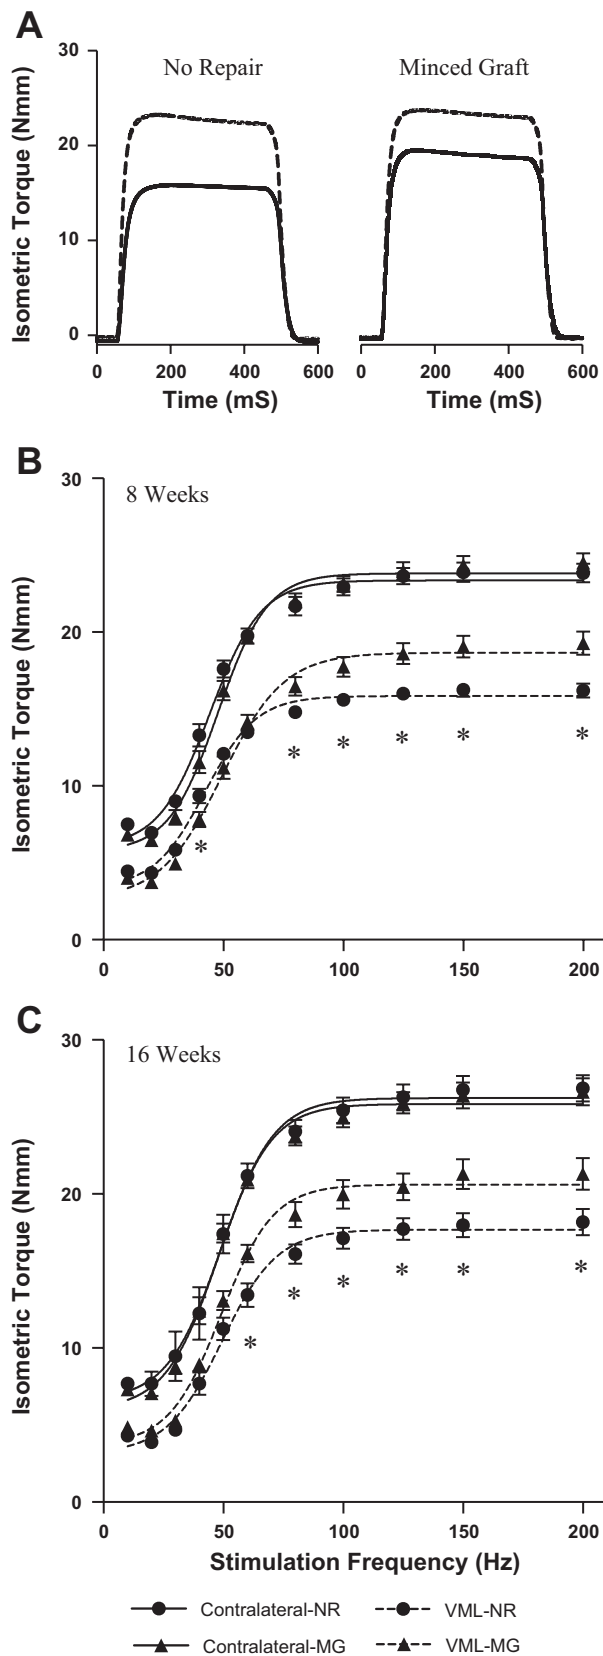 A
No Repair
Minced Graft
Isometric Torque (Nmm)
30
20
10
0
0 200 400 600
0 200 400 600
Time (mS)
Time (mS)
B
8 Weeks
Isometric Torque (Nmm)
30
20
10
0
* * * * * *
0 50 100 150 200
C
16 Weeks
Isometric Torque (Nmm)
30
20
10
0
* * * * * *
0 50 100 150 200
Stimulation Frequency (Hz)
Contralateral-NR
VML-NR
Contralateral-MG
VML-MG